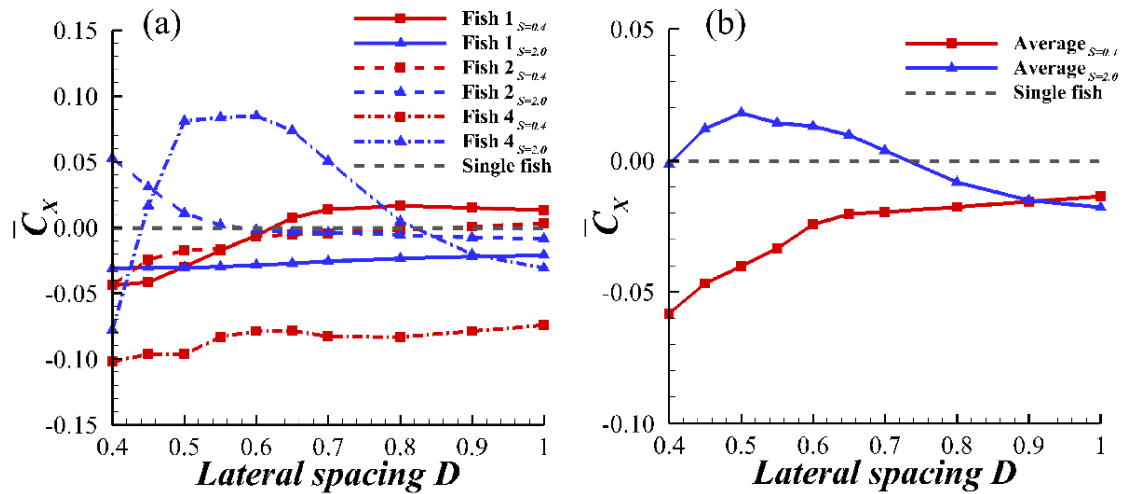 (a)
Fish 1 S=0.4
Fish 1 S=2.0
Fish 2 S=0.4
Fish 2 S=2.0
Fish 4 S=0.4
Fish 4 S=2.0
Single fish
0.15
0.10
0.05
0.00
-0.05
-0.10
-0.15
C̅X
0.4 0.5 0.6 0.7 0.8 0.9 1
Lateral spacing D
(b)
Average S=0.4
Average S=2.0
Single fish
0.05
0.00
-0.05
-0.10
C̅X
0.4 0.5 0.6 0.7 0.8 0.9 1
Lateral spacing D